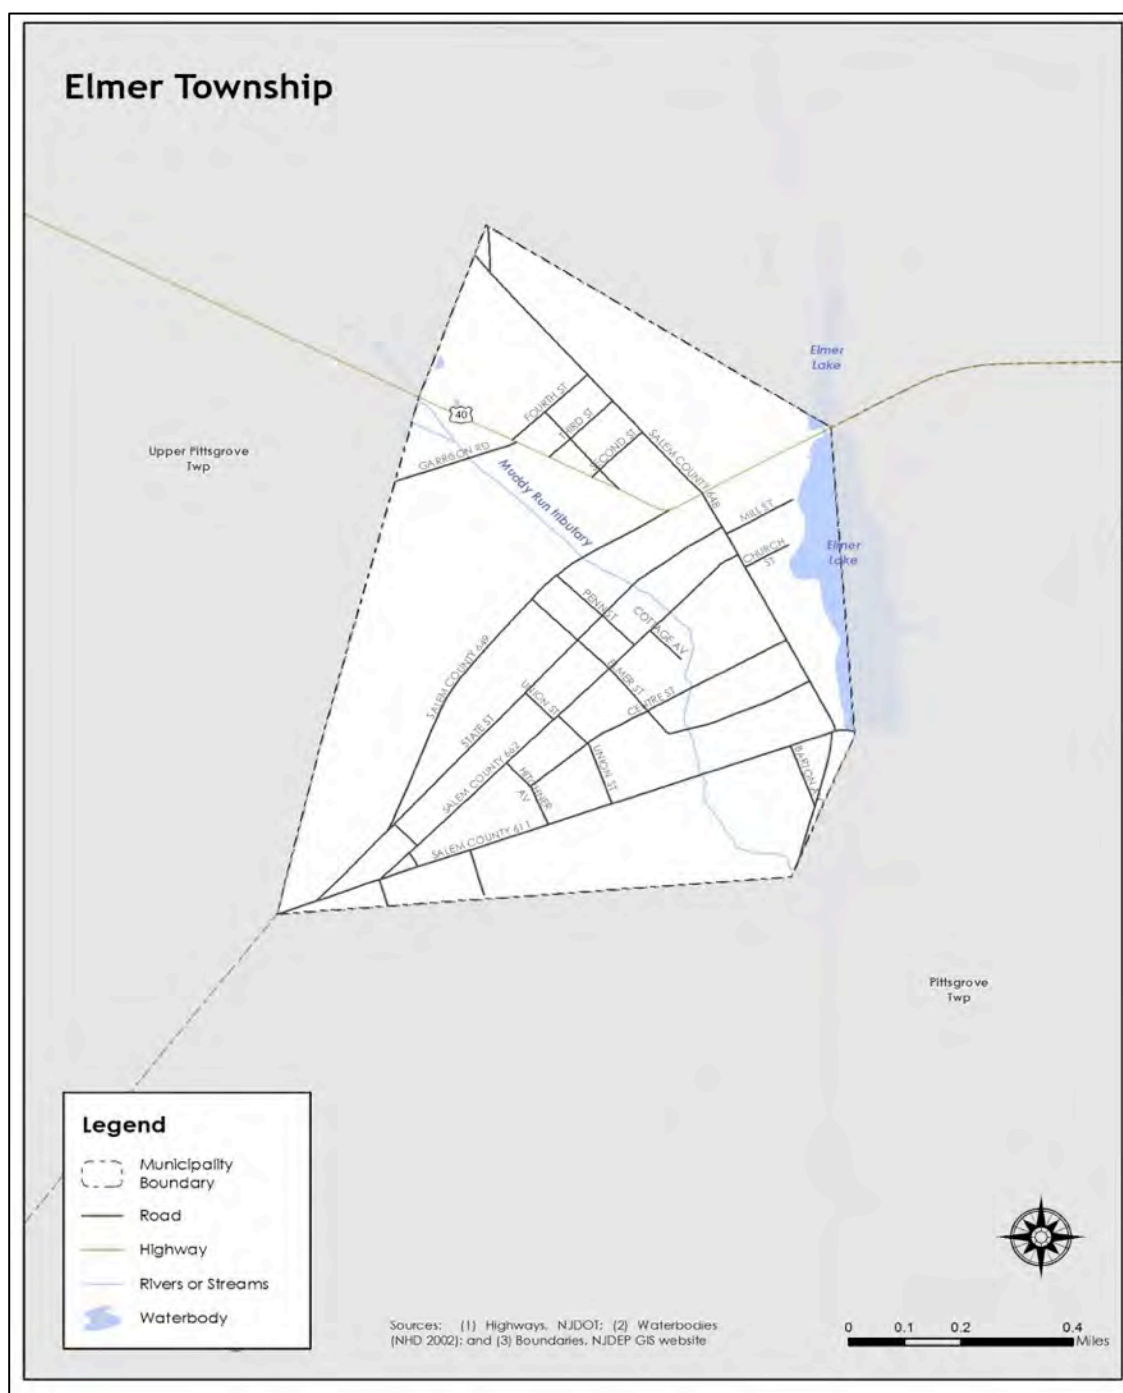 Elmer Township
Elmer
Lake
40
FOURTH ST
THIRD ST
SECOND ST
SALEM COUNTY 648
Upper Pittsgrove
Twp
GARRISON RD
Muddy Run tributary
MILL ST
CHURCH
ST
Elmer
Lake
PENN ST
COTTAGE AV
SALEM COUNTY 649
ELMER ST
CENTRE ST
UNION ST
STATE ST
SALEM COUNTY 662
UNION ST
HITCHNER
AV
BARTON A
SALEM COUNTY 611
Pittsgrove
Twp
Legend
Municipality
Boundary
Road
Highway
Rivers or Streams
Waterbody
Sources: (1) Highways, NJDOT; (2) Waterbodies
(NHD 2002); and (3) Boundaries, NJDEP GIS website
0 0.1 0.2 0.4
Miles